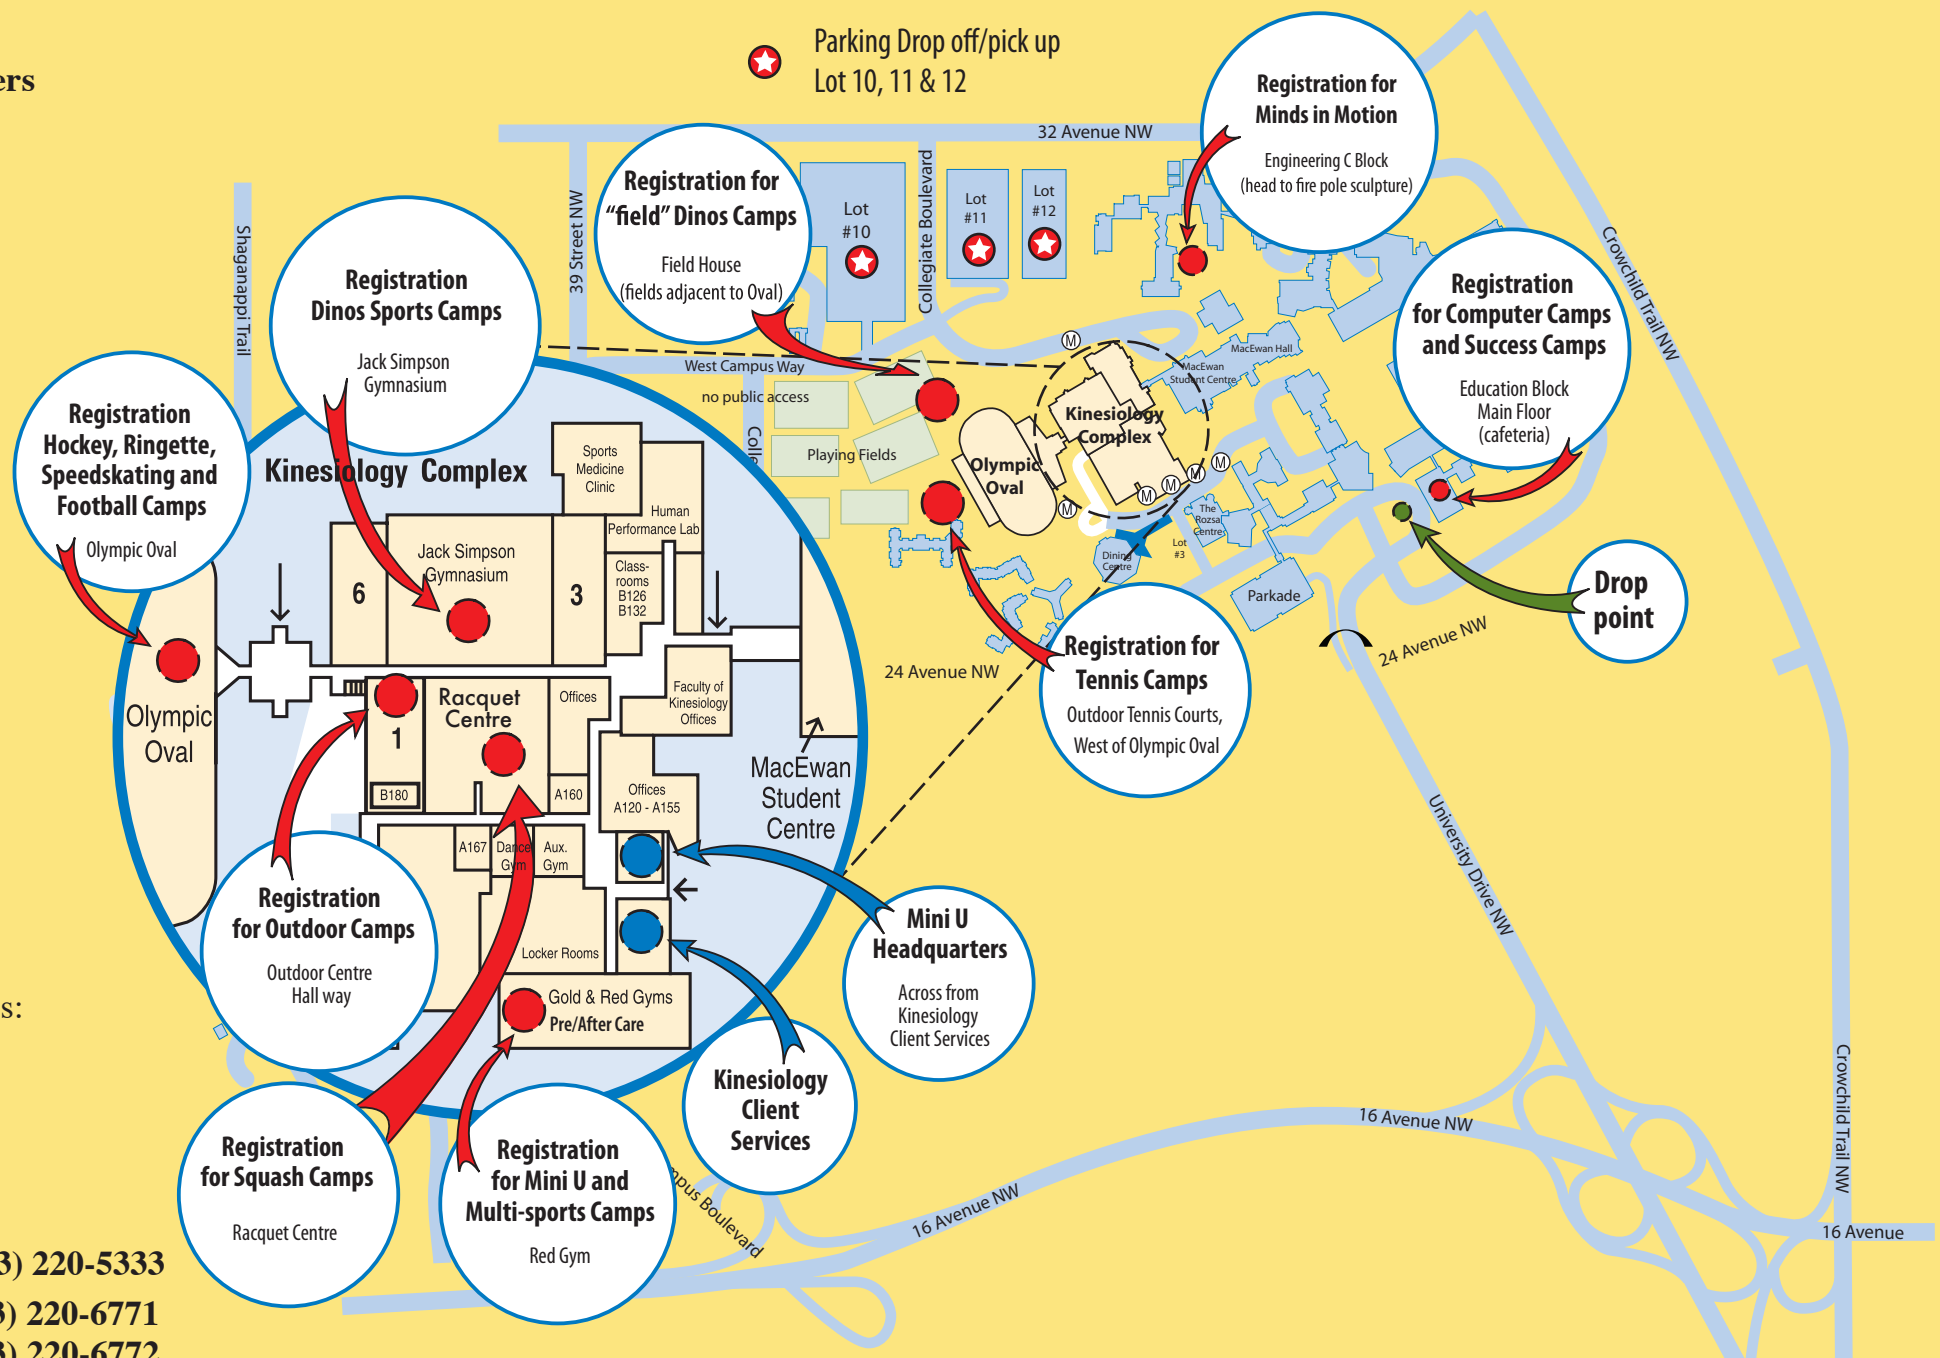 ers
Parking Drop off/pick up
Lot 10, 11 & 12
Registration for
Minds in Motion
Engineering C Block
(head to fire pole sculpture)
32 Avenue NW
Registration for
“field” Dinos Camps
Field House
(fields adjacent to Oval)
Lot
#10
Lot
#11
Lot
#12
Collegiate Boulevard
39 Street NW
Shaganappi Trail
Crowchild Trail NW
Registration
Dinos Sports Camps
Jack Simpson
Gymnasium
Registration
for Computer Camps
and Success Camps
Education Block
Main Floor
(cafeteria)
West Campus Way
no public access
Playing Fields
Colle
M
MacEwan Hall
MacEwan
Student Centre
Kinesiology
Complex
Olympic
Oval
M
M
M
M
M
The
Rozsa
Centre
Lot
#3
Dining
Centre
Parkade
Registration
Hockey, Ringette,
Speedskating and
Football Camps
Olympic Oval
Kinesiology Complex
Sports
Medicine
Clinic
Human
Performance Lab
Jack Simpson
Gymnasium
6
3
Class-
rooms
B126
B132
Drop
point
24 Avenue NW
24 Avenue NW
Registration for
Tennis Camps
Outdoor Tennis Courts,
West of Olympic Oval
Olympic
Oval
1
B180
Racquet
Centre
Offices
A160
Faculty of
Kinesiology
Offices
Offices
A120 - A155
MacEwan
Student
Centre
A167
Dance
Gym
Aux.
Gym
Locker Rooms
Gold & Red Gyms
Pre/After Care
University Drive NW
Registration
for Outdoor Camps
Outdoor Centre
Hall way
Mini U
Headquarters
Across from
Kinesiology
Client Services
s:
Kinesiology
Client
Services
Registration
for Squash Camps
Racquet Centre
Registration
for Mini U and
Multi-sports Camps
Red Gym
mpus Boulevard
16 Avenue NW
16 Avenue NW
Crowchild Trail NW
16 Avenue
3) 220-5333
3) 220-6771
3) 220-6772